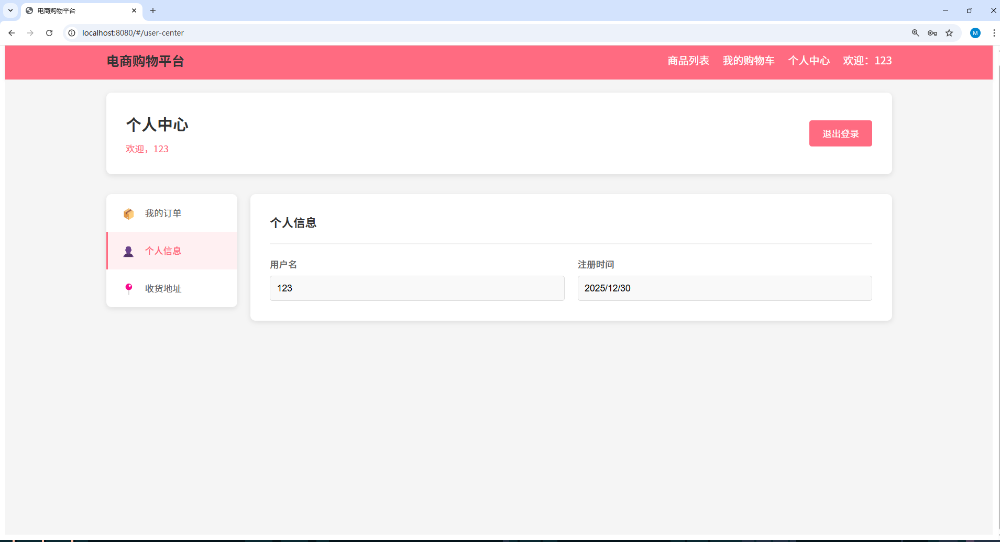 电商购物平台
localhost:8080/#/user-center
M
电商购物平台
商品列表 我的购物车 个人中心 欢迎：123
个人中心
欢迎，123
退出登录
我的订单
个人信息
收货地址
个人信息
用户名
123
注册时间
2025/12/30